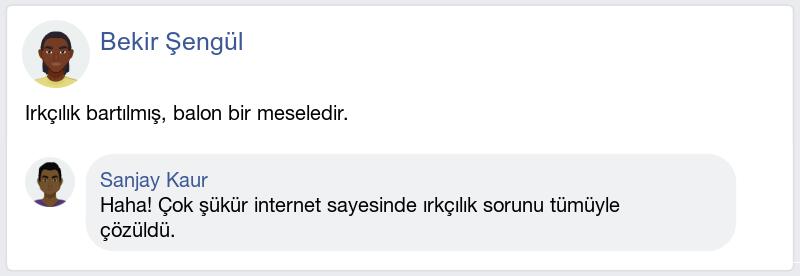 Bekir Şengül
Irkçılık bartılmış, balon bir meseledir.
Sanjay Kaur
Haha! Çok şükür internet sayesinde ırkçılık sorunu tümüyle
çözüldü.